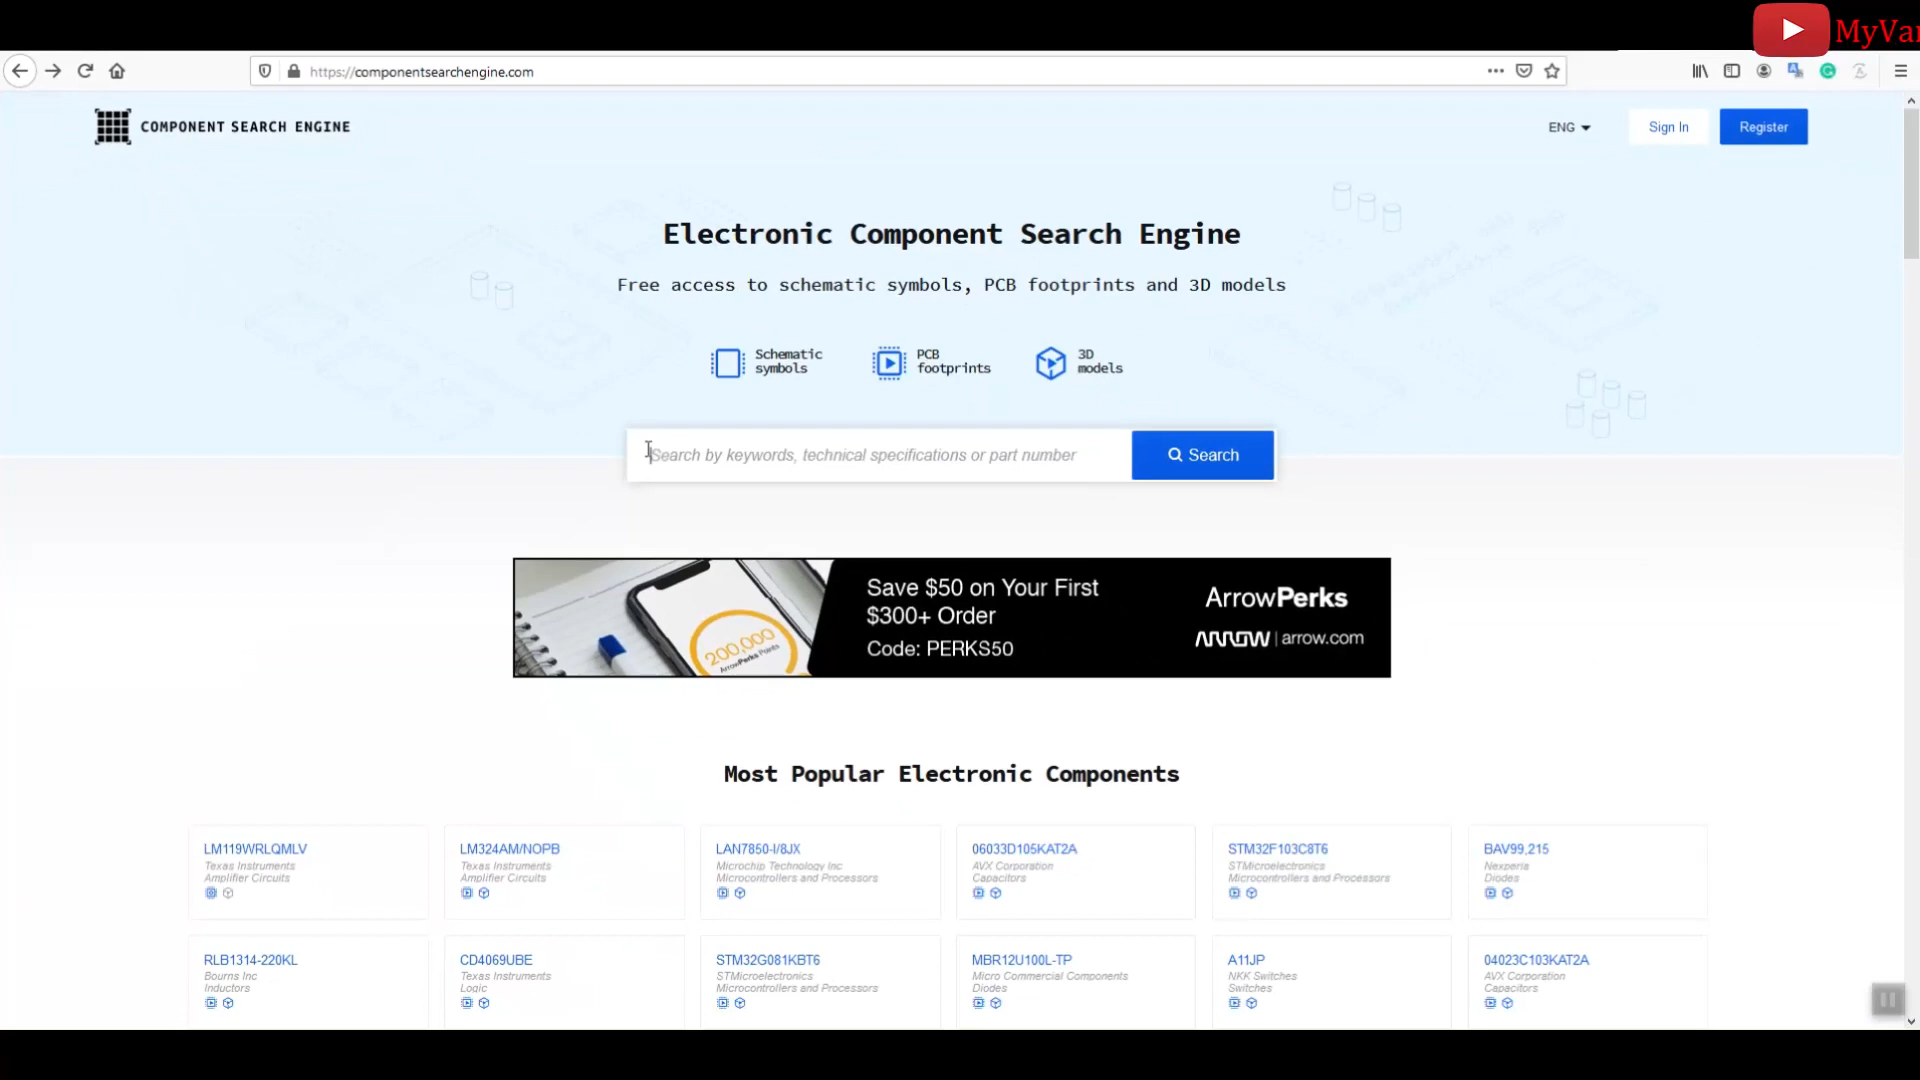 MyVar
https://componentsearchengine.com
COMPONENT SEARCH ENGINE
ENG
Sign In
Register
Electronic Component Search Engine
Free access to schematic symbols, PCB footprints and 3D models
Schematic
symbols
PCB
footprints
3D
models
Search by keywords, technical specifications or part number
Search
Save $50 on Your First
$300+ Order
Code: PERKS50
ArrowPerks
ARROW | arrow.com
200,000
ArrowPerks Points
Most Popular Electronic Components
LM119WRLQMLV
Texas Instruments
Amplifier Circuits
LM324AM/NOPB
Texas Instruments
Amplifier Circuits
LAN7850-I/8JX
Microchip Technology Inc
Microcontrollers and Processors
06033D105KAT2A
AVX Corporation
Capacitors
STM32F103C8T6
STMicroelectronics
Microcontrollers and Processors
BAV99,215
Nexperia
Diodes
RLB1314-220KL
Bourns Inc
Inductors
CD4069UBE
Texas Instruments
Logic
STM32G081KBT6
STMicroelectronics
Microcontrollers and Processors
MBR12U100L-TP
Micro Commercial Components
Diodes
A11JP
NKK Switches
Switches
04023C103KAT2A
AVX Corporation
Capacitors